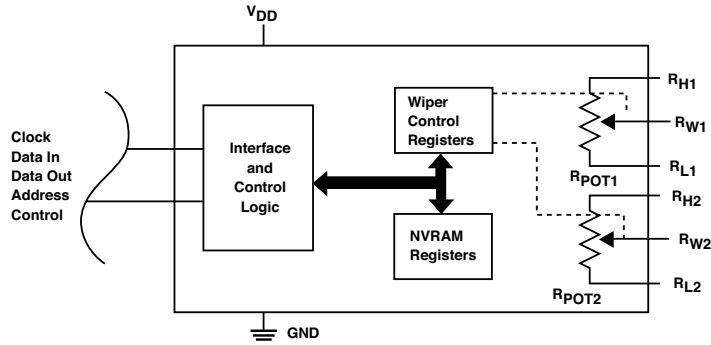 VDD
Clock
Data In
Data Out
Address
Control
Interface
and
Control
Logic
Wiper
Control
Registers
NVRAM
Registers
RH1
RW1
RL1
RPOT1
RH2
RW2
RL2
RPOT2
GND